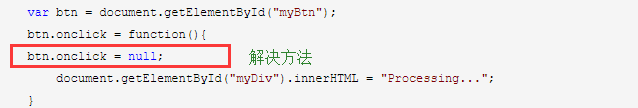 var btn = document.getElementById("myBtn");
btn.onclick = function(){
btn.onclick = null; 解决方法
document.getElementById("myDiv").innerHTML = "Processing...";
}